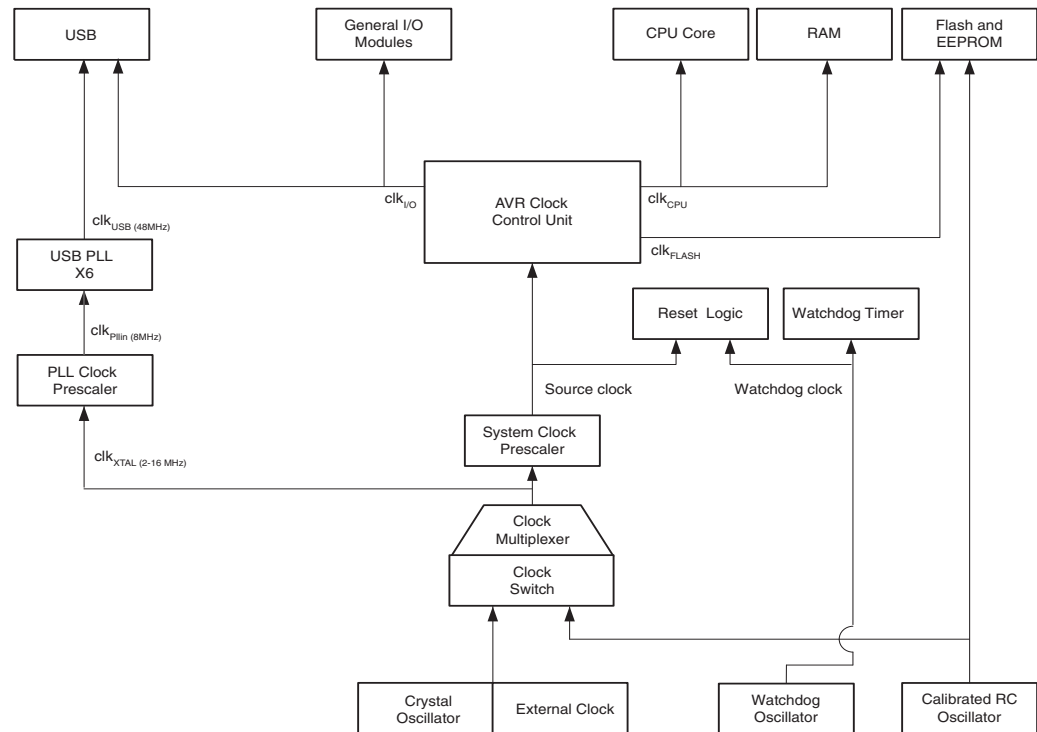 USB
General I/O
Modules
CPU Core
RAM
Flash and
EEPROM
AVR Clock
Control Unit
clkI/O
clkCPU
clkFLASH
clkUSB (48MHz)
USB PLL
X6
clkPllin (8MHz)
PLL Clock
Prescaler
Reset Logic
Watchdog Timer
Source clock
Watchdog clock
System Clock
Prescaler
clkXTAL (2-16 MHz)
Clock
Multiplexer
Clock
Switch
Crystal
Oscillator
External Clock
Watchdog
Oscillator
Calibrated RC
Oscillator